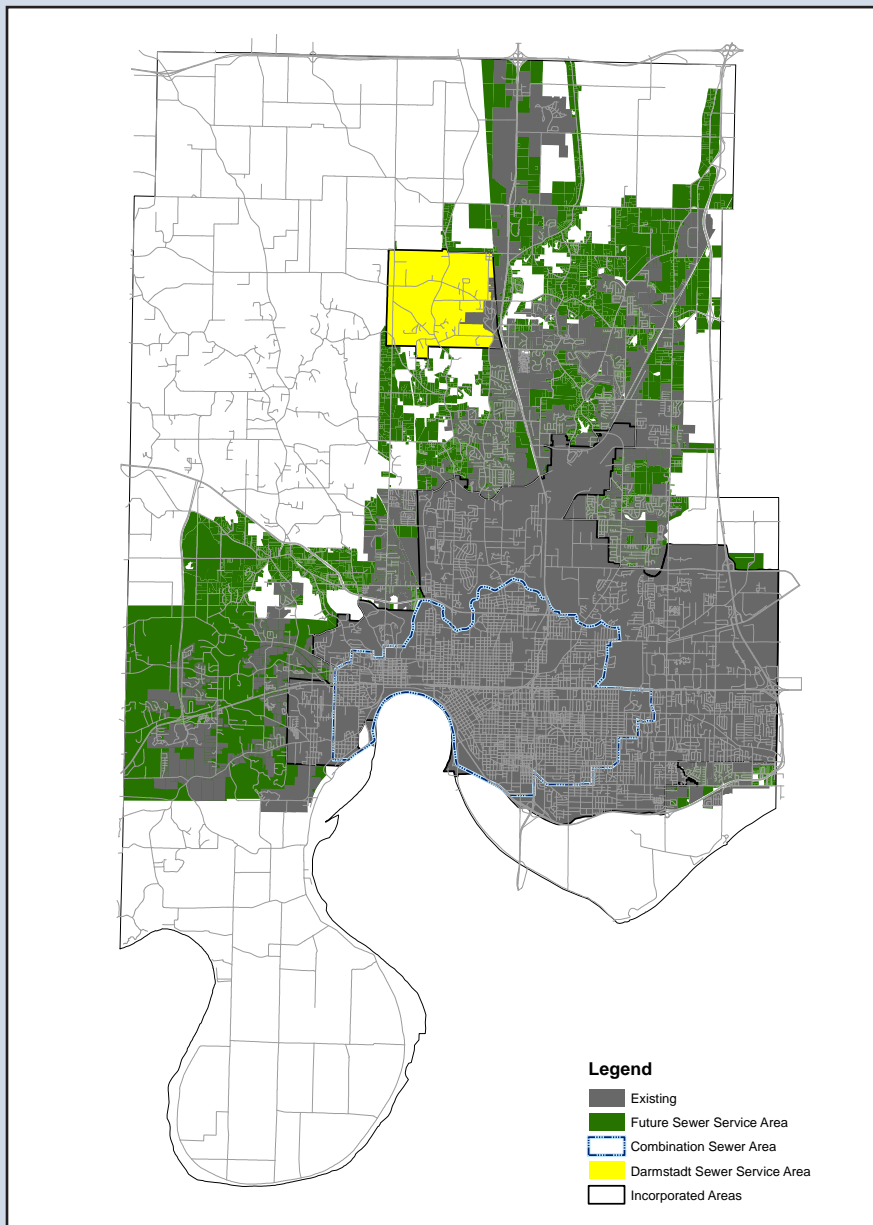 Legend
Existing
Future Sewer Service Area
Combination Sewer Area
Darmstadt Sewer Service Area
Incorporated Areas